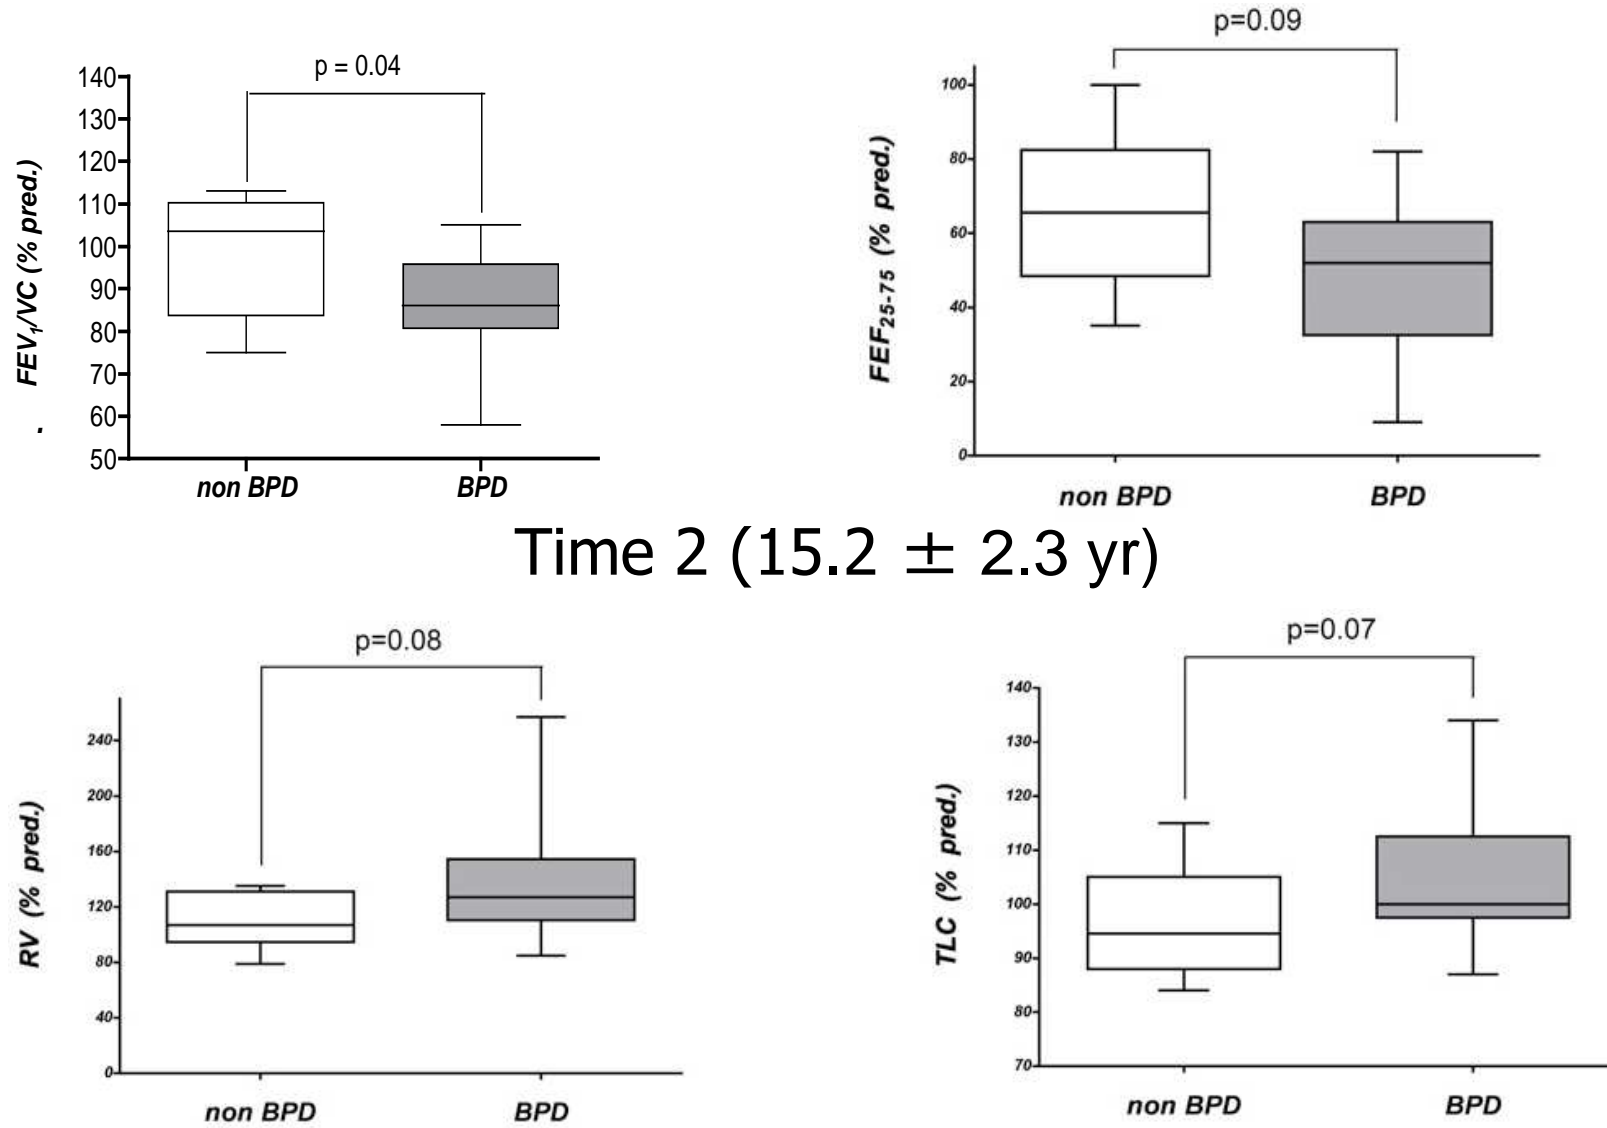 p = 0.04
140
130
120
110
100
90
80
70
60
50
FEV1/VC (% pred.)
.
non BPD
BPD
p=0.09
100
80
60
40
20
0
FEF25-75 (% pred.)
non BPD
BPD
Time 2 (15.2 ± 2.3 yr)
p=0.08
240
200
160
120
80
40
0
RV (% pred.)
non BPD
BPD
p=0.07
140
130
120
110
100
90
80
70
TLC (% pred.)
non BPD
BPD